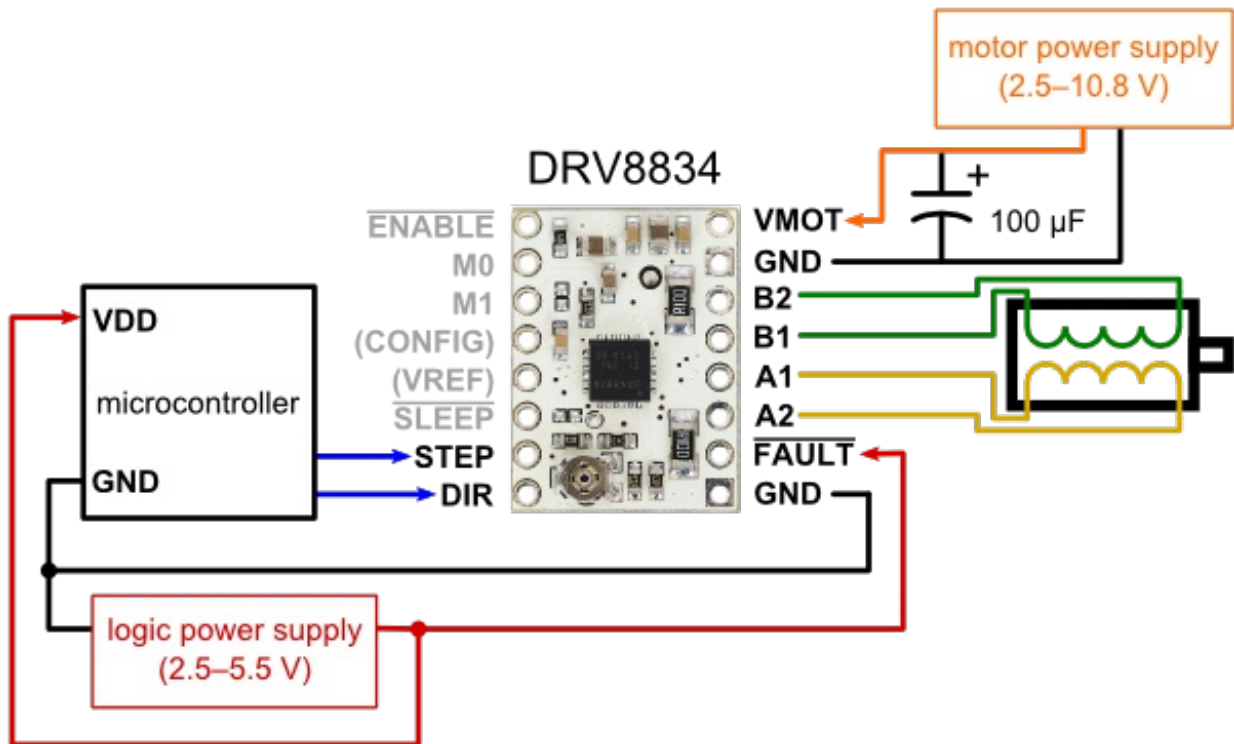 motor power supply
(2.5–10.8 V)
DRV8834
ENABLE
M0
M1
(CONFIG)
(VREF)
SLEEP
STEP
DIR
VMOT
GND
B2
B1
A1
A2
FAULT
GND
+
100 µF
VDD
microcontroller
GND
logic power supply
(2.5–5.5 V)
R100